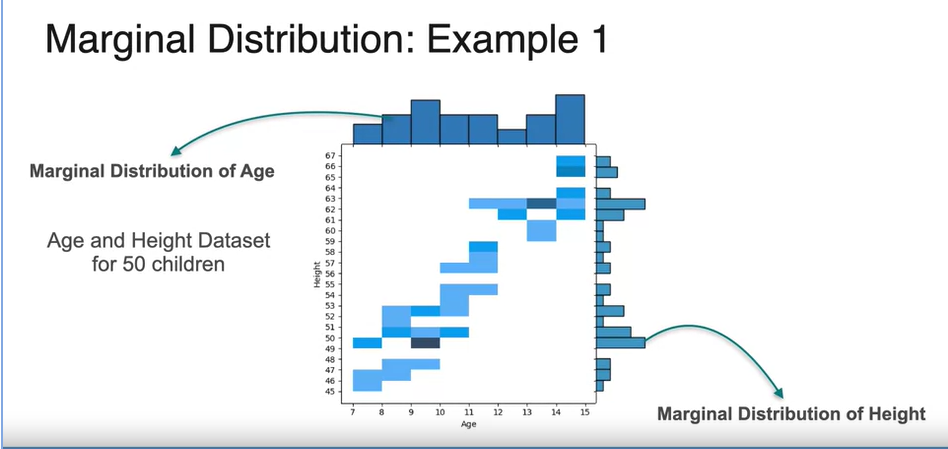 Marginal Distribution: Example 1
Marginal Distribution of Age
Age and Height Dataset
for 50 children
Height
67
66
65
64
63
62
61
60
59
58
57
56
55
54
53
52
51
50
49
48
47
46
45
7 8 9 10 11 12 13 14 15
Age
Marginal Distribution of Height